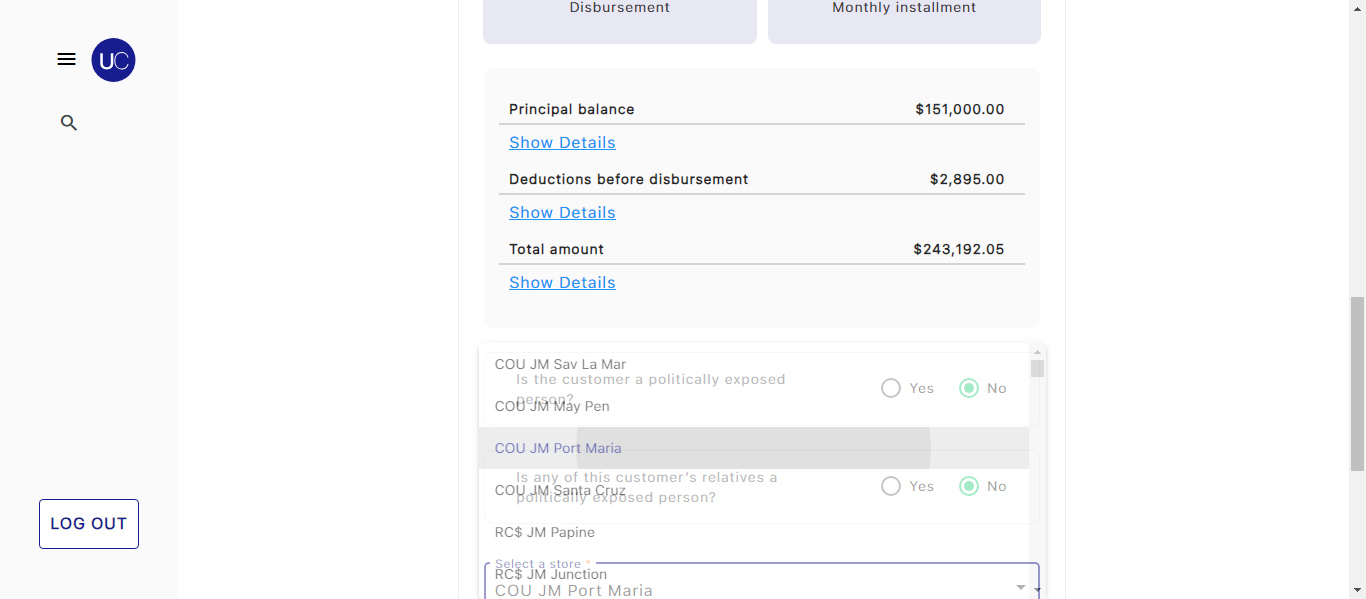 Disbursement
Monthly installment
UC
Principal balance $151,000.00
Show Details
Deductions before disbursement $2,895.00
Show Details
Total amount $243,192.05
Show Details
COU JM Sav La Mar
Is the customer a politically exposed
person?
Yes No
COU JM May Pen
COU JM Port Maria
Is any of this customer's relatives a
politically exposed person?
Yes No
COU JM Santa Cruz
RC$ JM Papine
Select a store *
RC$ JM Junction
COU JM Port Maria
LOG OUT